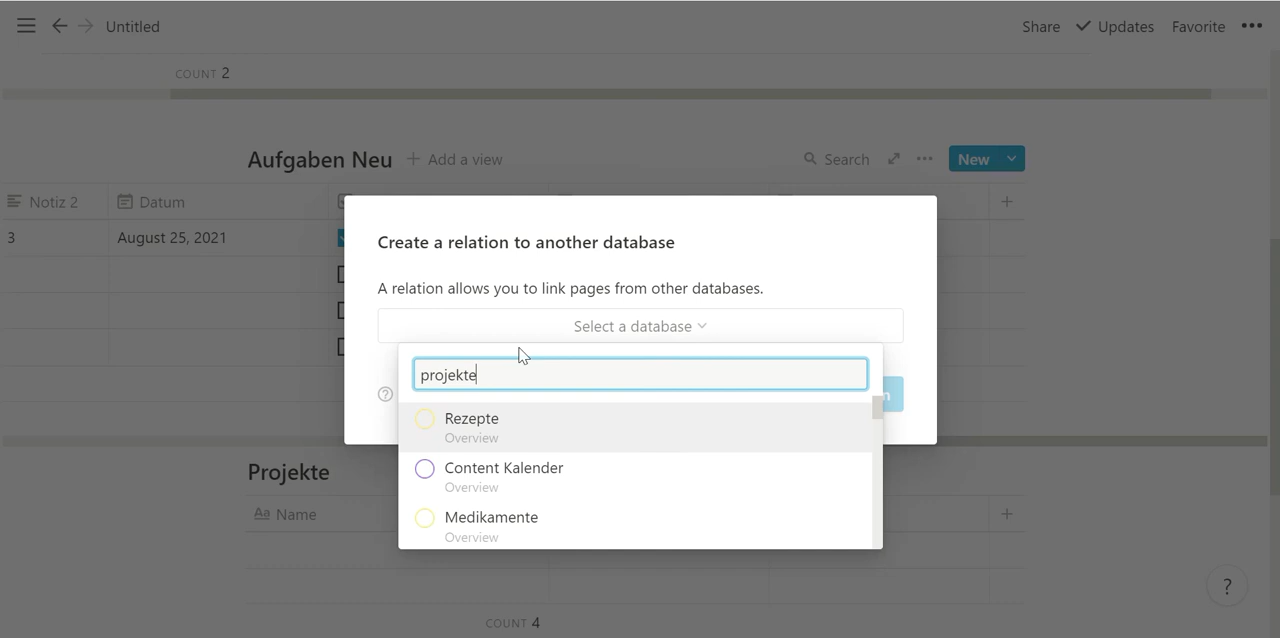 Untitled
Share Updates Favorite
COUNT 2
Aufgaben Neu + Add a view Search New
Notiz 2 Datum
3 August 25, 2021
Create a relation to another database
A relation allows you to link pages from other databases.
Select a database
projekte
Rezepte
Overview
Content Kalender
Overview
Medikamente
Overview
Projekte
Aa Name
COUNT 4
?